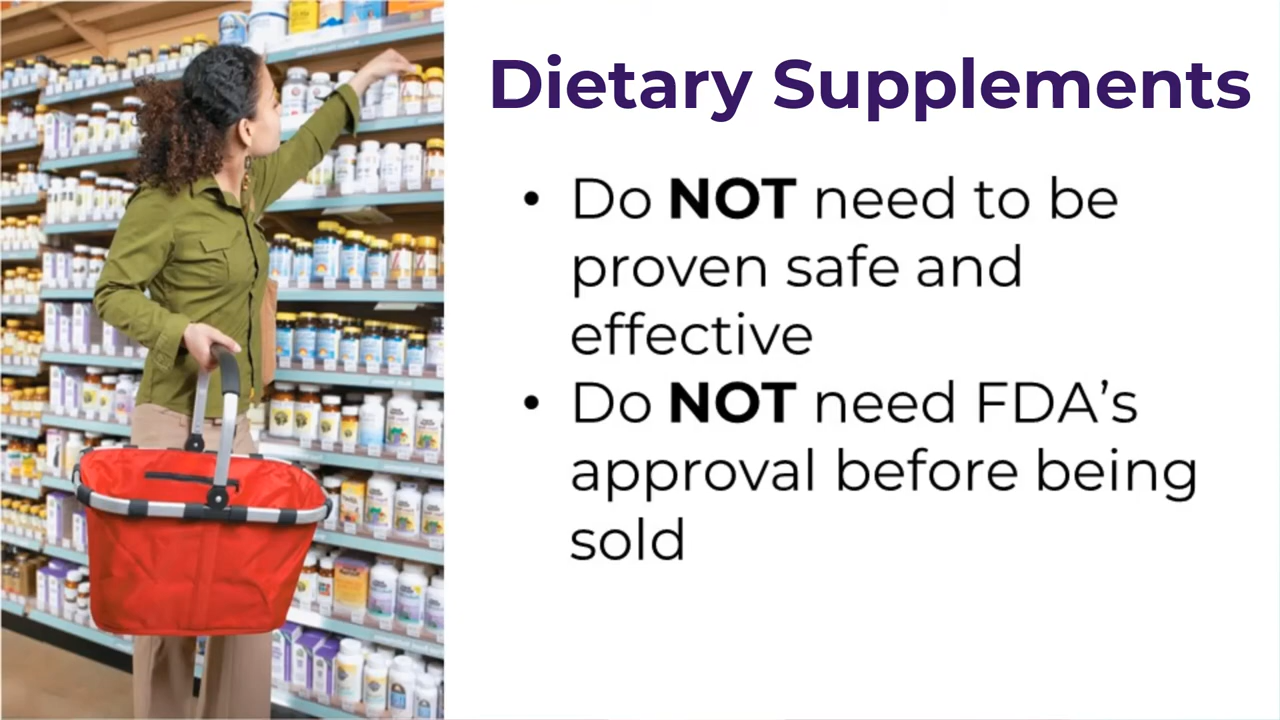 Dietary Supplements
• Do NOT need to be
proven safe and
effective
• Do NOT need FDA’s
approval before being
sold